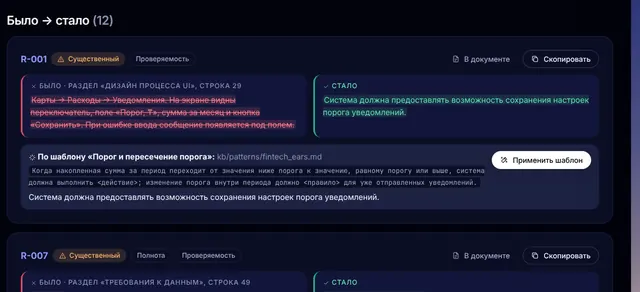 Было → стало (12)
R-001 Существенный Проверяемость В документе Скопировать
× БЫЛО · РАЗДЕЛ «ДИЗАЙН ПРОЦЕССА UI», СТРОКА 29
Карты → Расходы → Уведомления. На экране видны
переключатель, поле «Порог, ₸», сумма за месяц и кнопка
«Сохранить». При ошибке ввода сообщение появляется под полем.
✓ СТАЛО
Система должна предоставлять возможность сохранения настроек
порога уведомлений.
По шаблону «Порог и пересечение порога»: kb/patterns/fintech_ears.md
Применить шаблон
Когда накопленная сумма за период переходит от значения ниже порога к значению, равному порогу или выше, система
должна выполнить <действие>; изменение порога внутри периода должно <правило> для уже отправленных уведомлений.
Система должна предоставлять возможность сохранения настроек порога уведомлений.
R-007 Существенный Полнота Проверяемость В документе Скопировать
× БЫЛО · РАЗДЕЛ «ТРЕБОВАНИЯ К ДАННЫМ», СТРОКА 49
✓ СТАЛО